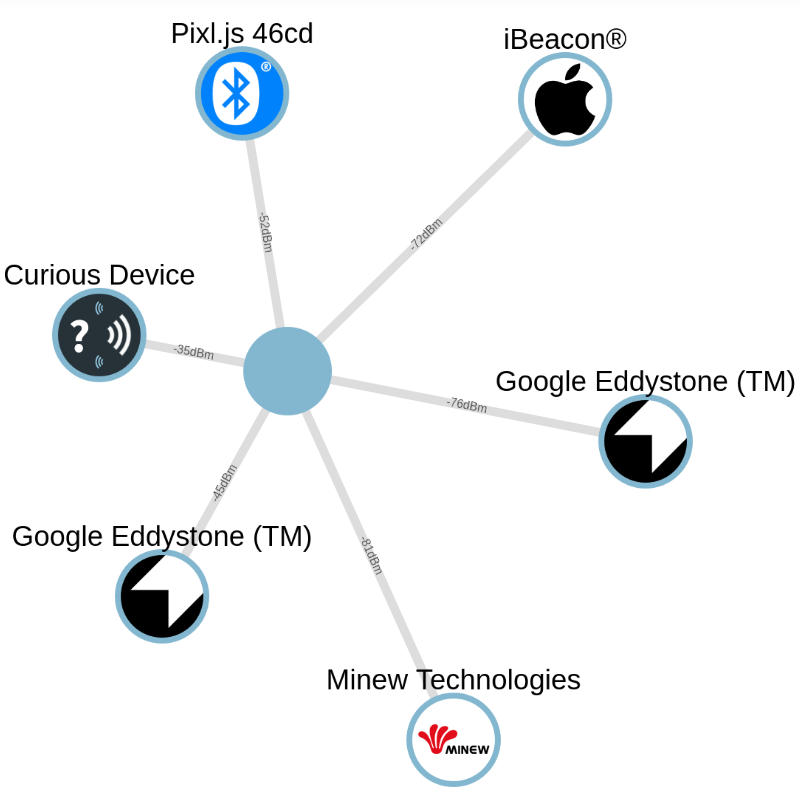 Pixl.js 46cd
®
iBeacon®
-52dBm
-72dBm
Curious Device
?
-35dBm
Google Eddystone (TM)
-76dBm
-45dBm
Google Eddystone (TM)
-81dBm
Minew Technologies
MINEW